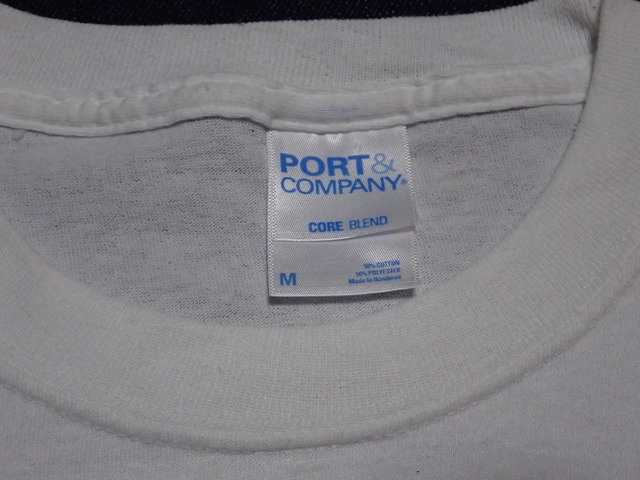 PORT&
COMPANY®
CORE BLEND
M
50% COTTON
50% POLYESTER
Made in Honduras